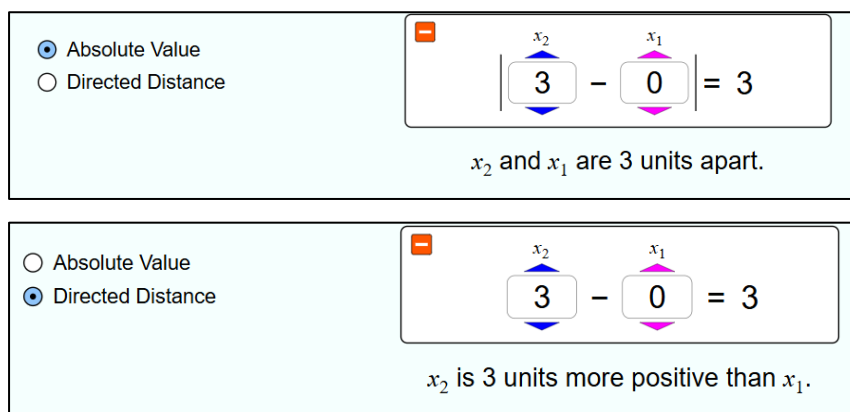 Absolute Value
Directed Distance
x₂ x₁
|3 − 0| = 3
x₂ and x₁ are 3 units apart.
Absolute Value
Directed Distance
x₂ x₁
3 − 0 = 3
x₂ is 3 units more positive than x₁.